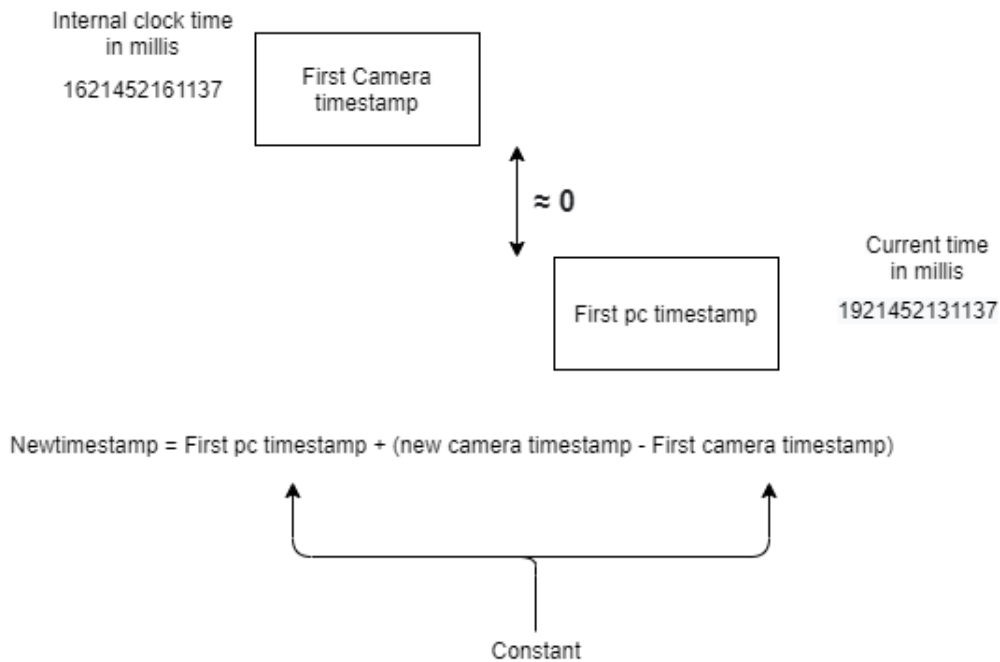 Internal clock time
in millis
1621452161137
First Camera
timestamp
≈ 0
Current time
in millis
1921452131137
First pc timestamp
Newtimestamp = First pc timestamp + (new camera timestamp - First camera timestamp)
Constant